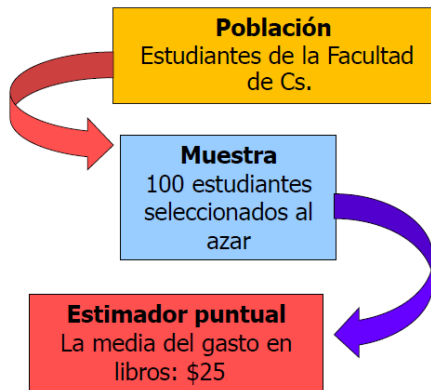 Población
Estudiantes de la Facultad
de Cs.
Muestra
100 estudiantes
seleccionados al
azar
Estimador puntual
La media del gasto en
libros: $25